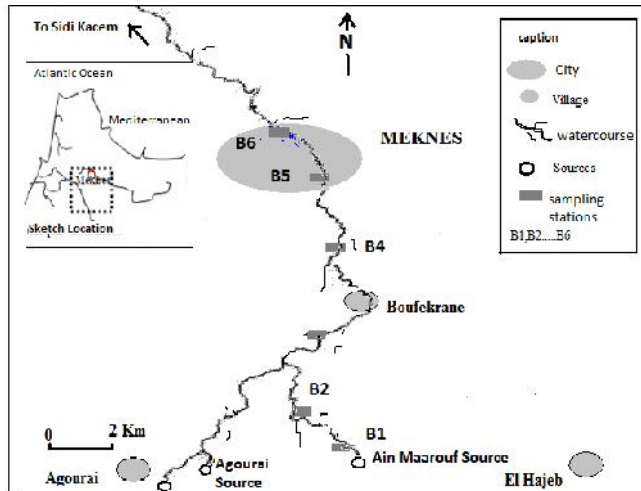 To Sidi Kacem
N
Atlantic Ocean
Mediterranean
Sketch Location
caption
City
Village
watercourse
Sources
sampling
stations
B1,B2.....B6
MEKNES
B6
B5
B4
Boufekrane
B2
B1
0 2 Km
Agourai
Agourai
Source
Ain Maarouf Source
El Hajeb